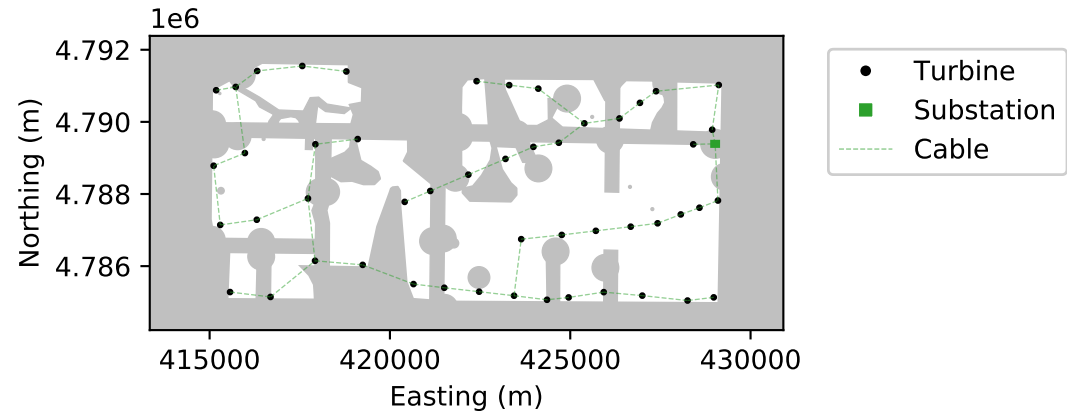 1e6
4.792
4.790
4.788
4.786
Northing (m)
415000 420000 425000 430000
Easting (m)
Turbine
Substation
Cable